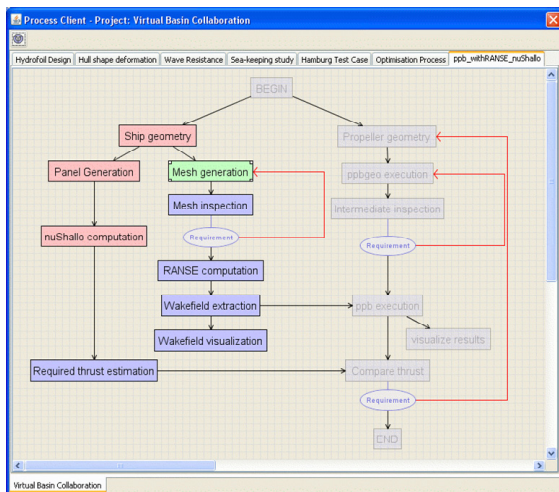 Process Client - Project: Virtual Basin Collaboration
Hydrofoil Design Hull shape deformation Wave Resistance Sea-keeping study Hamburg Test Case Optimisation Process ppb_withRANSE_nuShallo
BEGIN
Ship geometry Propeller geometry
Panel Generation Mesh generation ppbgeo execution
Mesh inspection Intermediate inspection
nuShallo computation Requirement Requirement
RANSE computation
Wakefield extraction ppb execution
Wakefield visualization visualize results
Required thrust estimation Compare thrust
Requirement
END
Virtual Basin Collaboration